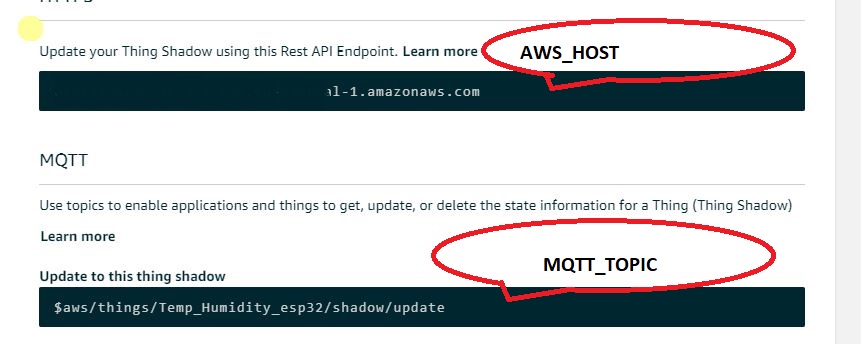 Update your Thing Shadow using this Rest API Endpoint. Learn more AWS_HOST
al-1.amazonaws.com
MQTT
Use topics to enable applications and things to get, update, or delete the state information for a Thing (Thing Shadow)
Learn more
MQTT_TOPIC
Update to this thing shadow
$aws/things/Temp_Humidity_esp32/shadow/update